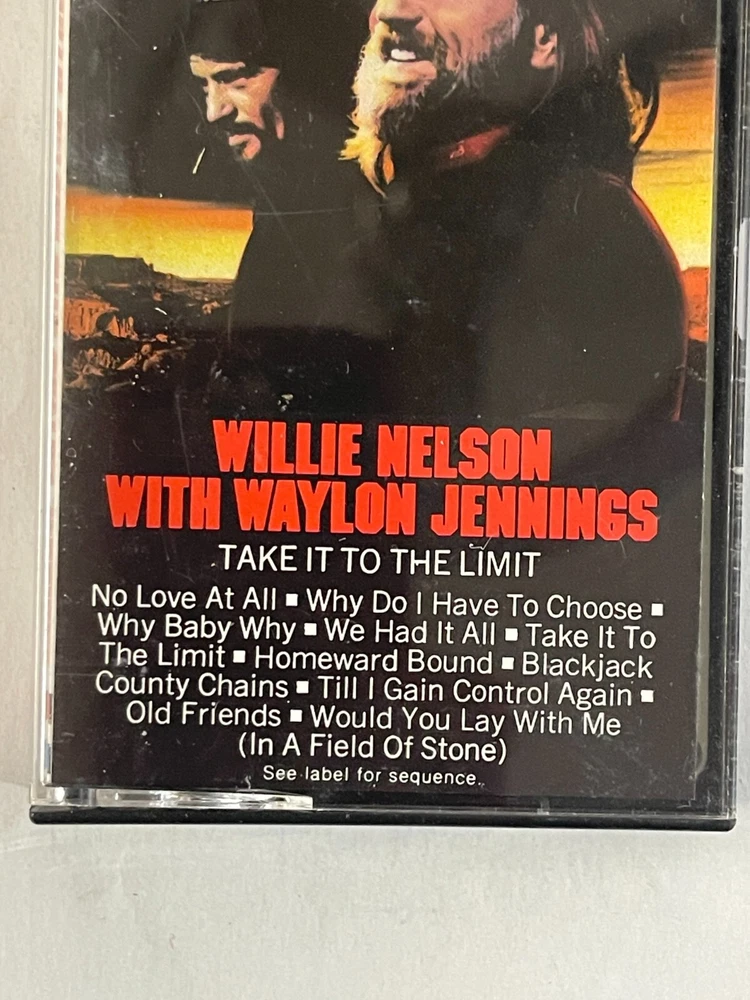 WILLIE NELSON
WITH WAYLON JENNINGS
TAKE IT TO THE LIMIT
No Love At All ▪ Why Do I Have To Choose ▪
Why Baby Why ▪ We Had It All ▪ Take It To
The Limit ▪ Homeward Bound ▪ Blackjack
County Chains ▪ Till I Gain Control Again ▪
Old Friends ▪ Would You Lay With Me
(In A Field Of Stone)
See label for sequence.